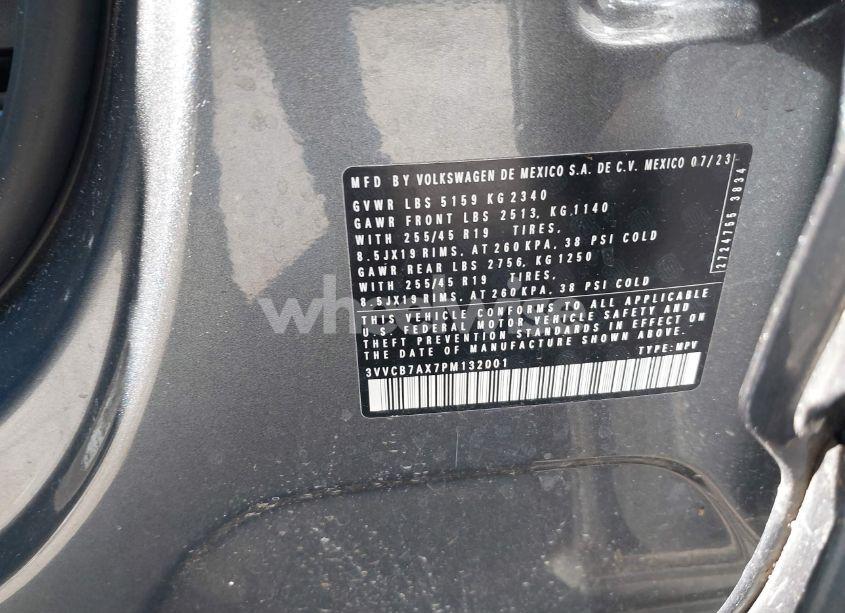 MFD BY VOLKSWAGEN DE MEXICO S.A. DE C.V. MEXICO 07/23
GVWR LBS 5159 KG 2340
GAWR FRONT LBS 2513, KG.1140
WITH 255/45 R19 TIRES,
8.5JX19 RIMS, AT 260 KPA, 38 PSI COLD
GAWR REAR LBS 2756, KG 1250
WITH 255/45 R19 TIRES,
8.5JX19 RIMS, AT 260 KPA, 38 PSI COLD
THIS VEHICLE CONFORMS TO ALL APPLICABLE
U.S. FEDERAL MOTOR VEHICLE SAFETY AND
THEFT PREVENTION STANDARDS IN EFFECT ON
THE DATE OF MANUFACTURE SHOWN ABOVE.
3VVCB7AX7PM132001 TYPE: MPV
2724755 3834